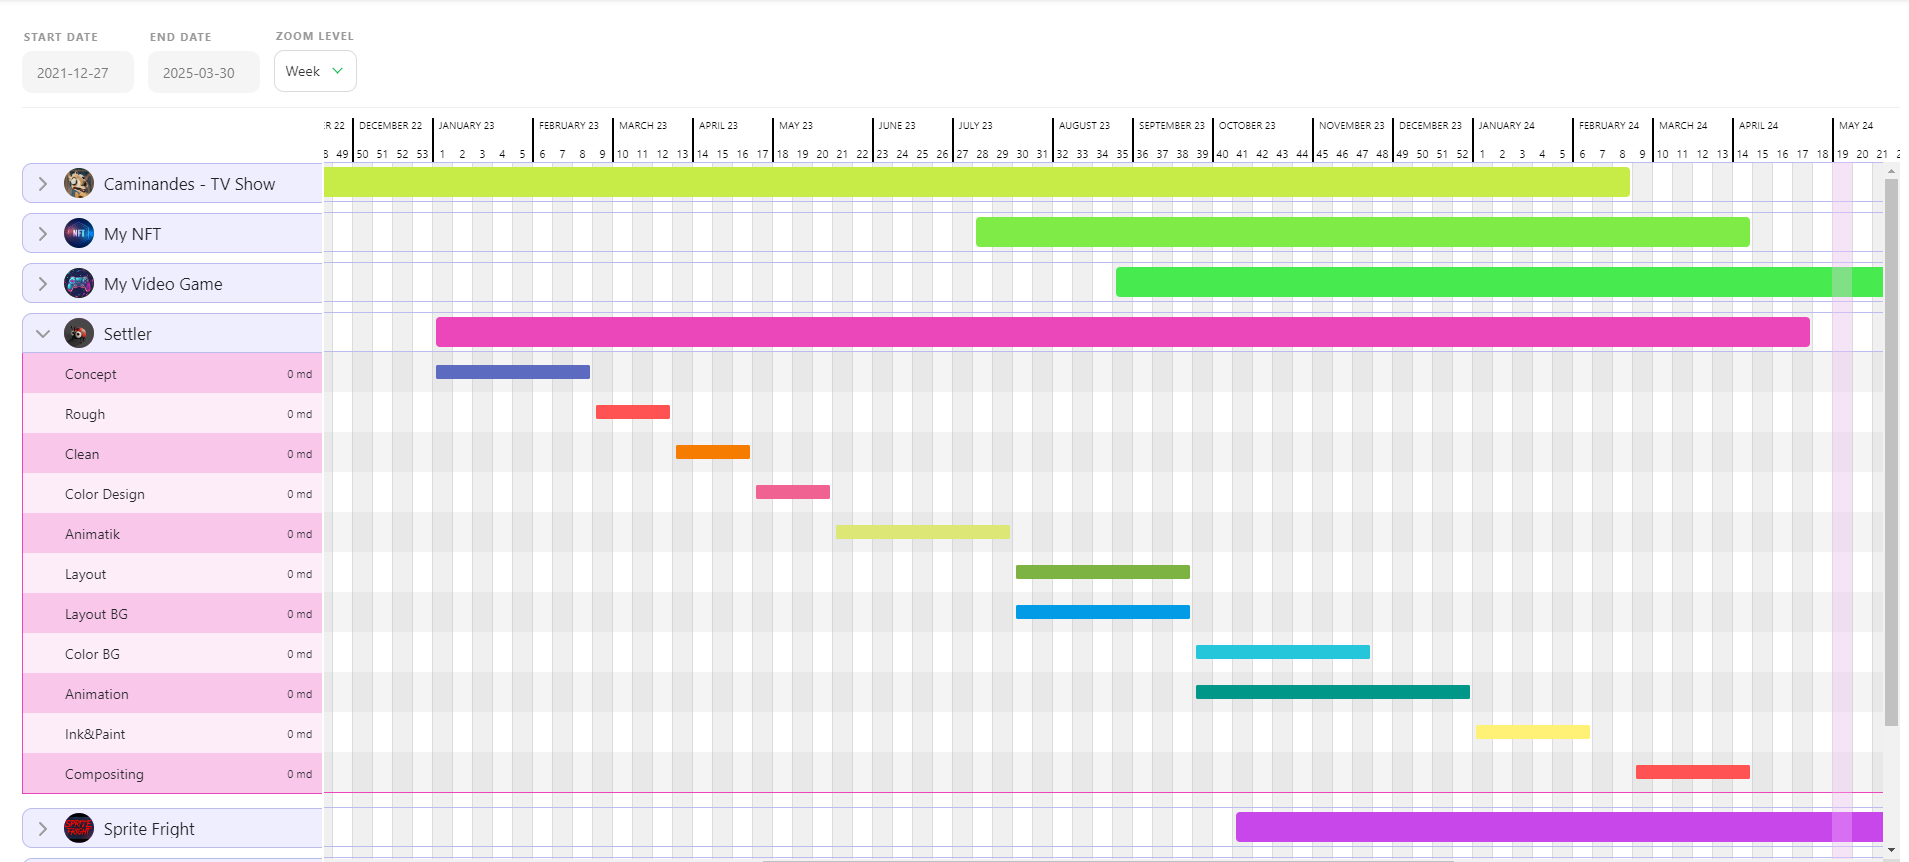 START DATE END DATE ZOOM LEVEL
2021-12-27 2025-03-30 Week
DECEMBER 22 JANUARY 23 FEBRUARY 23 MARCH 23 APRIL 23 MAY 23 JUNE 23 JULY 23 AUGUST 23 SEPTEMBER 23 OCTOBER 23 NOVEMBER 23 DECEMBER 23 JANUARY 24 FEBRUARY 24 MARCH 24 APRIL 24 MAY 24
49 50 51 52 53 1 2 3 4 5 6 7 8 9 10 11 12 13 14 15 16 17 18 19 20 21 22 23 24 25 26 27 28 29 30 31 32 33 34 35 36 37 38 39 40 41 42 43 44 45 46 47 48 49 50 51 52 1 2 3 4 5 6 7 8 9 10 11 12 13 14 15 16 17 18 19 20 21
Caminandes - TV Show
NFT My NFT
My Video Game
Settler
Concept 0 md
Rough 0 md
Clean 0 md
Color Design 0 md
Animatik 0 md
Layout 0 md
Layout BG 0 md
Color BG 0 md
Animation 0 md
Ink&Paint 0 md
Compositing 0 md
SPRITE FRIGHT Sprite Fright